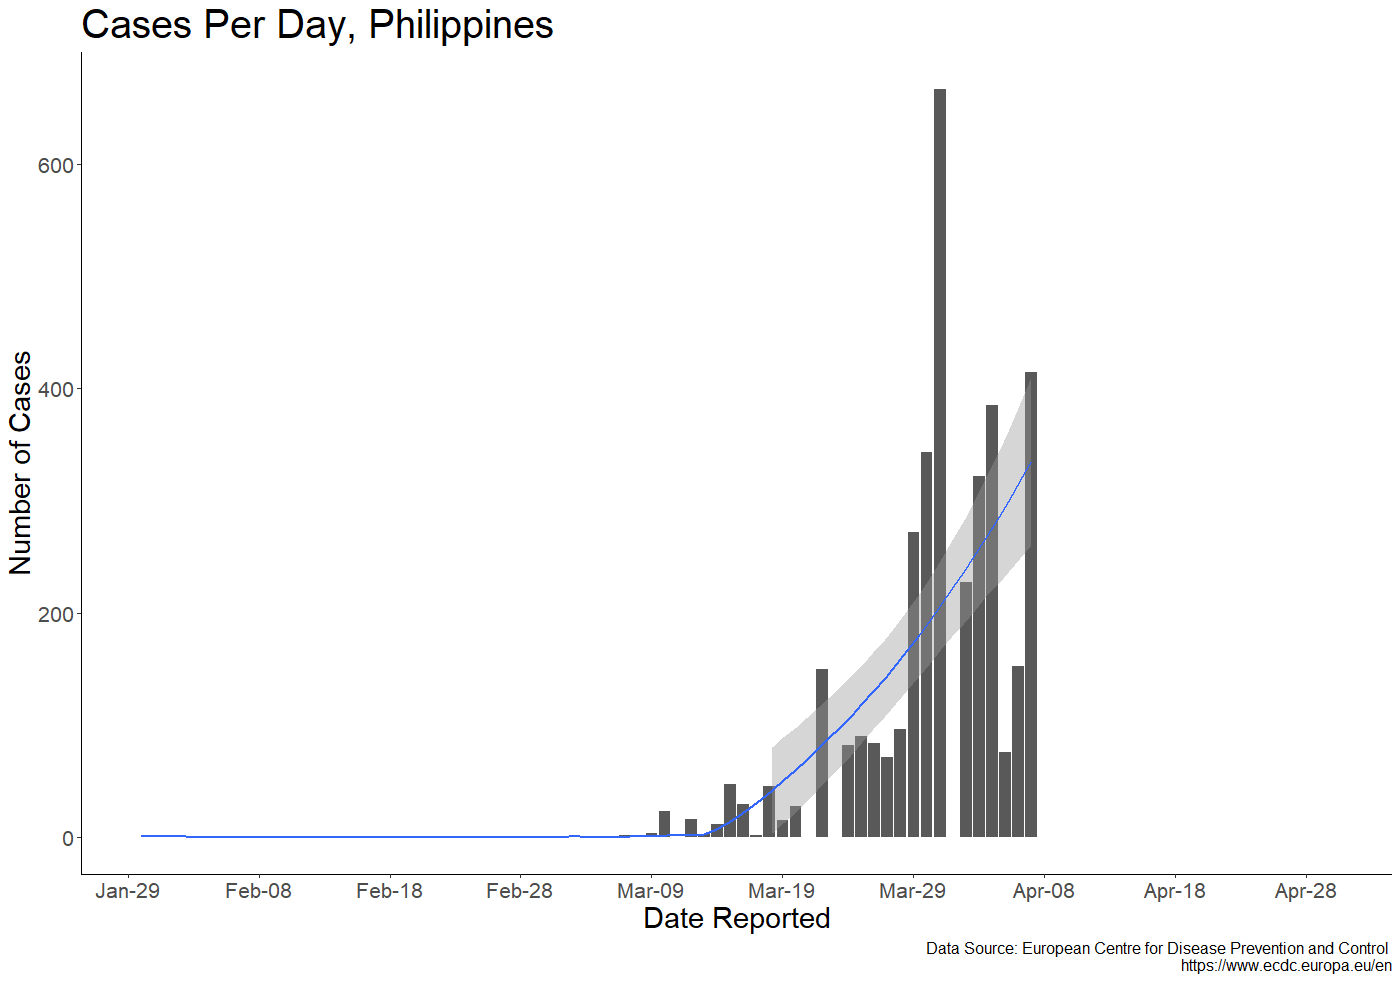 Cases Per Day, Philippines
Number of Cases
600
400
200
0
Jan-29 Feb-08 Feb-18 Feb-28 Mar-09 Mar-19 Mar-29 Apr-08 Apr-18 Apr-28
Date Reported
Data Source: European Centre for Disease Prevention and Control
https://www.ecdc.europa.eu/en